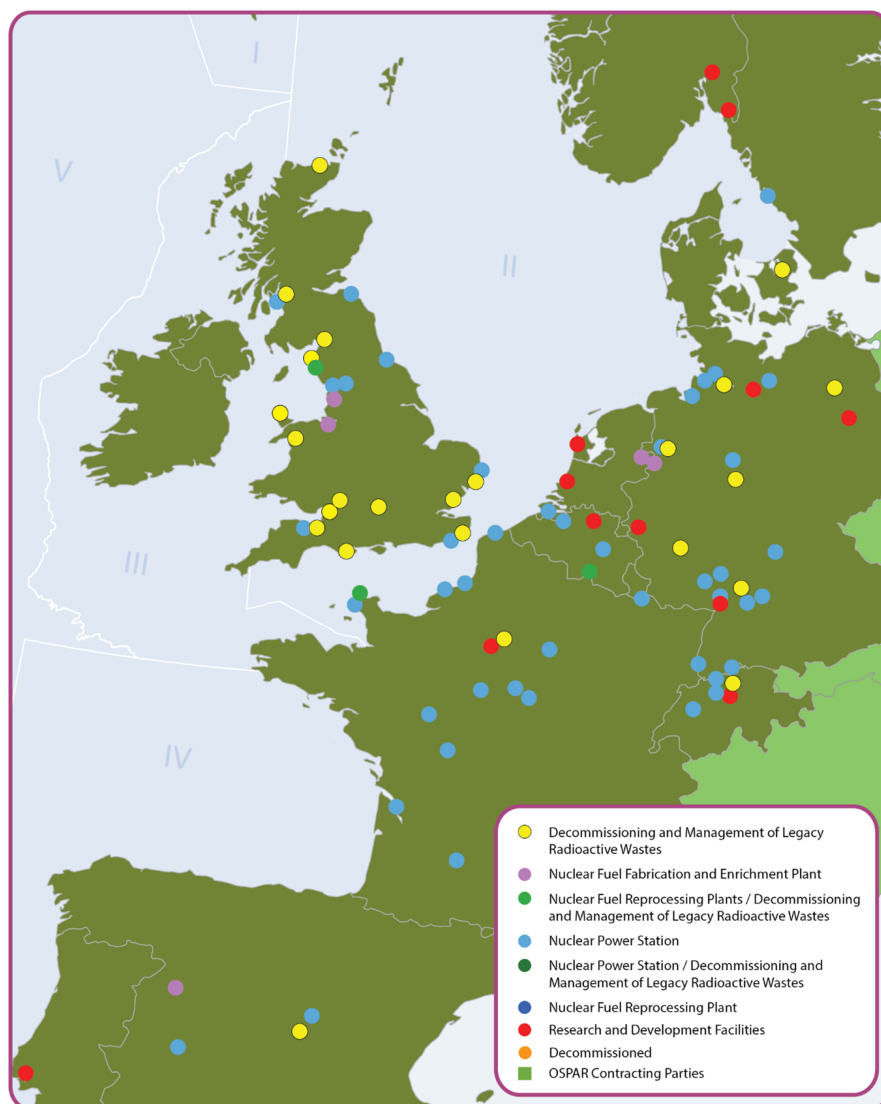 I
V
II
III
IV
Decommissioning and Management of Legacy
Radioactive Wastes
Nuclear Fuel Fabrication and Enrichment Plant
Nuclear Fuel Reprocessing Plants / Decommissioning
and Management of Legacy Radioactive Wastes
Nuclear Power Station
Nuclear Power Station / Decommissioning and
Management of Legacy Radioactive Wastes
Nuclear Fuel Reprocessing Plant
Research and Development Facilities
Decommissioned
OSPAR Contracting Parties